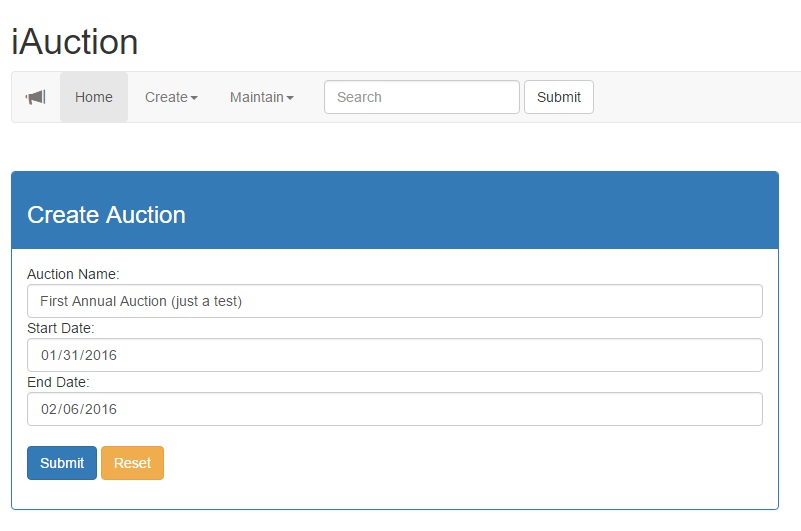 iAuction
Home Create Maintain Search Submit
Create Auction
Auction Name:
First Annual Auction (just a test)
Start Date:
01/31/2016
End Date:
02/06/2016
Submit Reset